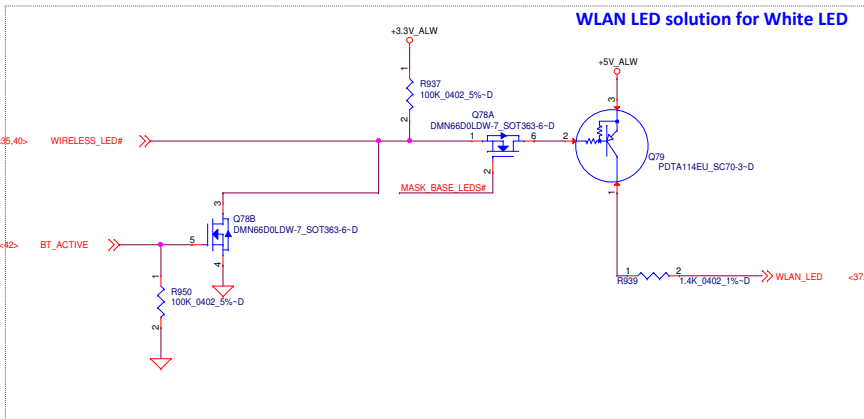 WLAN LED solution for White LED
+3.3V_ALW
+5V_ALW
1
R937
100K_0402_5%~D
2
3
Q78A
DMN66D0LDW-7_SOT363-6~D
35,40>
WIRELESS_LED#
1
6
2
2
Q79
PDTA114EU_SC70-3~D
MASK_BASE_LEDS#
1
3
Q78B
DMN66D0LDW-7_SOT363-6~D
<42>
BT_ACTIVE
5
4
1
R950
100K_0402_5%~D
2
1
2
R939
1.4K_0402_1%~D
WLAN_LED
<37